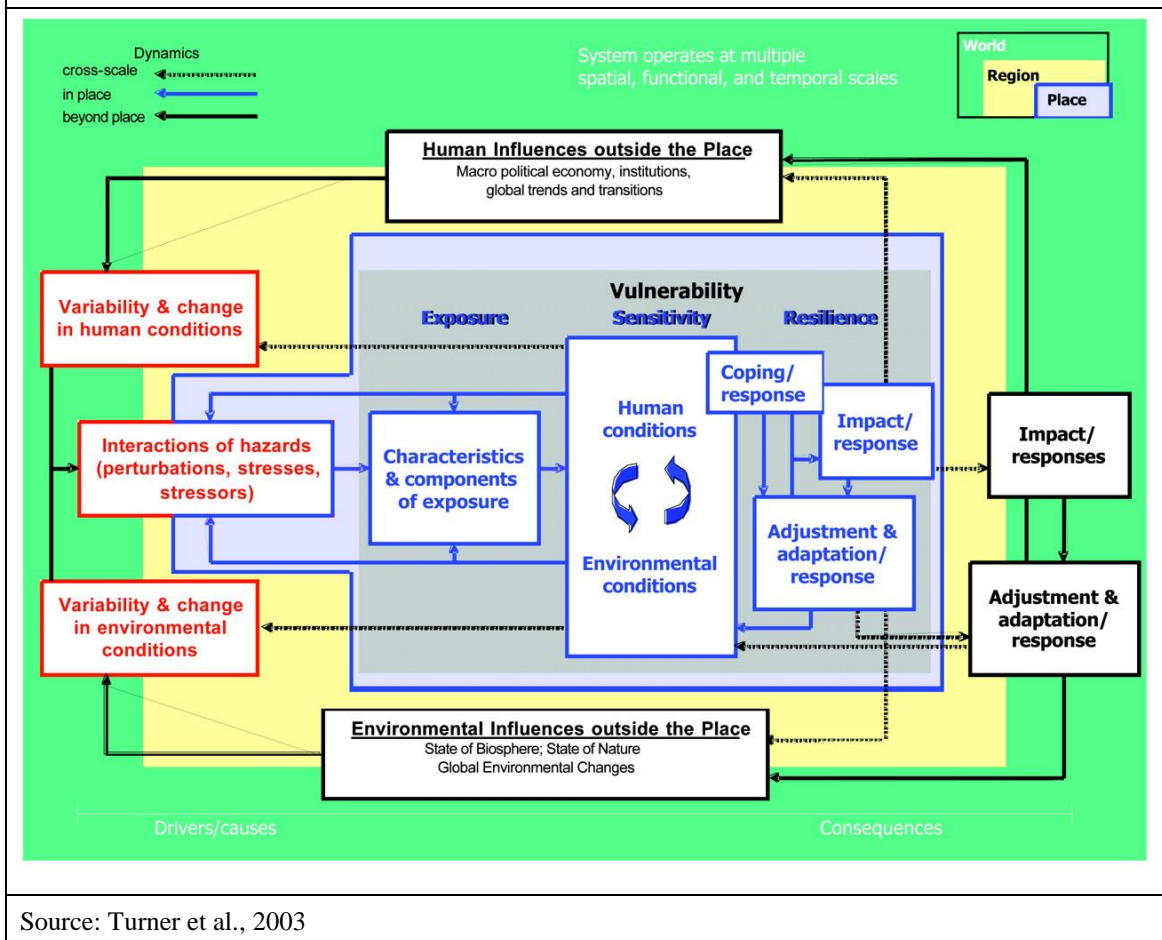 Dynamics
cross-scale
in place
beyond place
System operates at multiple
spatial, functional, and temporal scales
World
Region
Place
Human Influences outside the Place
Macro political economy, institutions,
global trends and transitions
Variability & change
in human conditions
Vulnerability
Exposure
Sensitivity
Resilience
Interactions of hazards
(perturbations, stresses,
stressors)
Characteristics
& components
of exposure
Human
conditions
Environmental
conditions
Coping/
response
Impact/
response
Adjustment &
adaptation/
response
Impact/
responses
Adjustment &
adaptation/
response
Variability & change
in environmental
conditions
Environmental Influences outside the Place
State of Biosphere; State of Nature
Global Environmental Changes
Drivers/causes
Consequences
Source: Turner et al., 2003